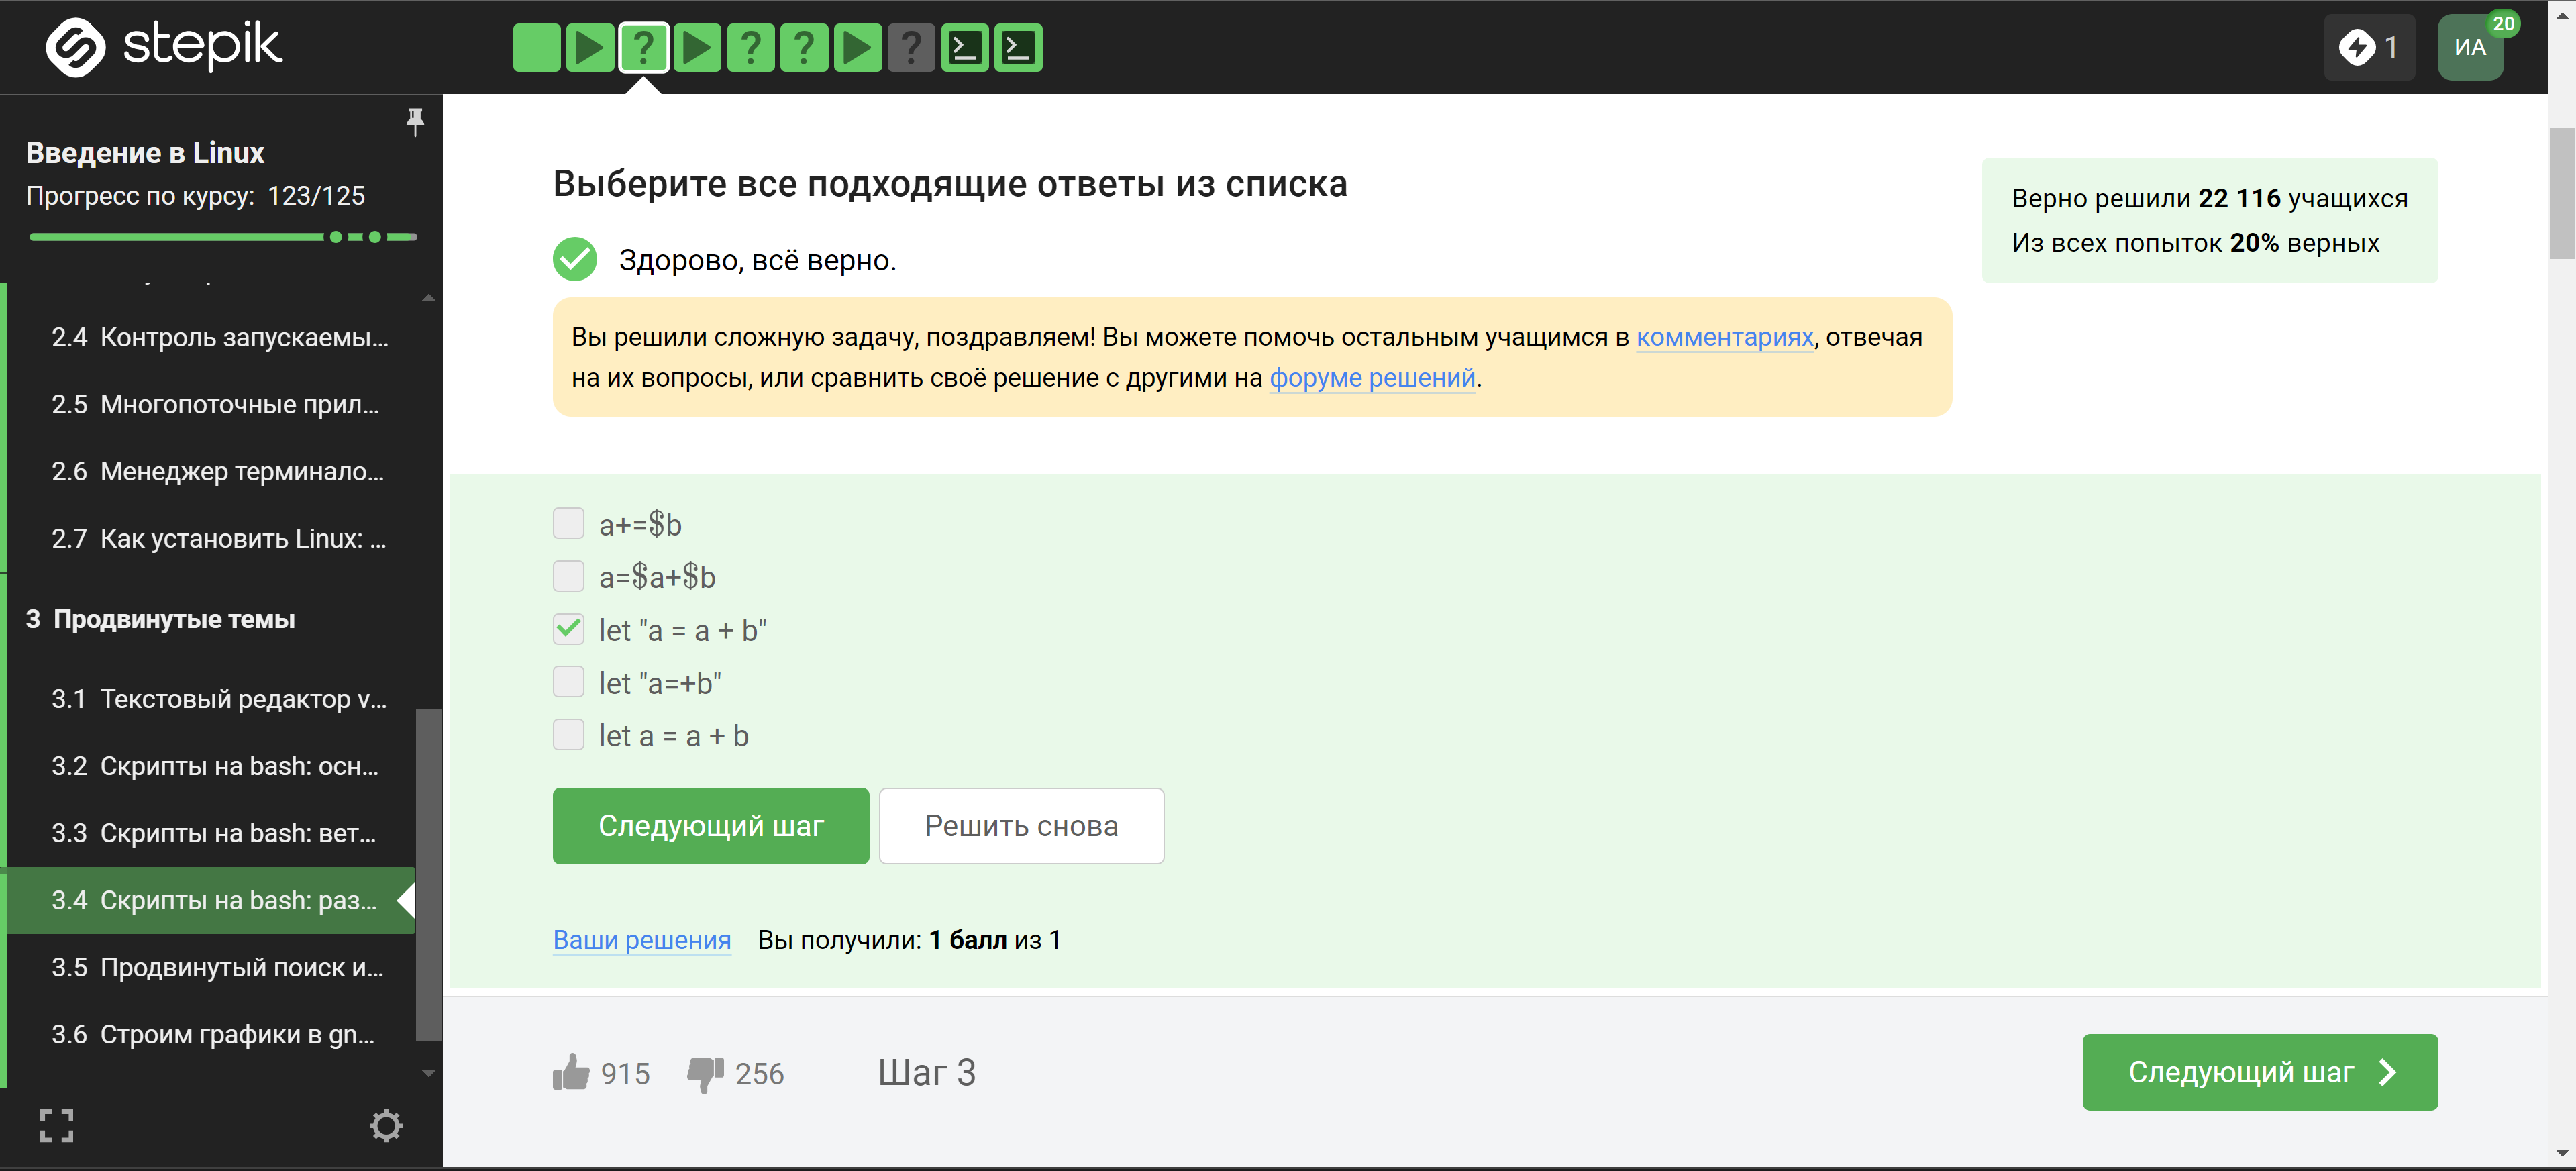 stepik
1
ИА
20
Введение в Linux
Прогресс по курсу: 123/125
2.4 Контроль запускаемы...
2.5 Многопоточные прил...
2.6 Менеджер терминало...
2.7 Как установить Linux: ...
3 Продвинутые темы
3.1 Текстовый редактор v...
3.2 Скрипты на bash: осн...
3.3 Скрипты на bash: вет...
3.4 Скрипты на bash: раз...
3.5 Продвинутый поиск и...
3.6 Строим графики в gn...
Выберите все подходящие ответы из списка
Здорово, всё верно.
Верно решили 22 116 учащихся
Из всех попыток 20% верных
Вы решили сложную задачу, поздравляем! Вы можете помочь остальным учащимся в комментариях, отвечая
на их вопросы, или сравнить своё решение с другими на форуме решений.
a+=$b
a=$a+$b
let "a = a + b"
let "a=+b"
let a = a + b
Следующий шаг
Решить снова
Ваши решения Вы получили: 1 балл из 1
915
256
Шаг 3
Следующий шаг